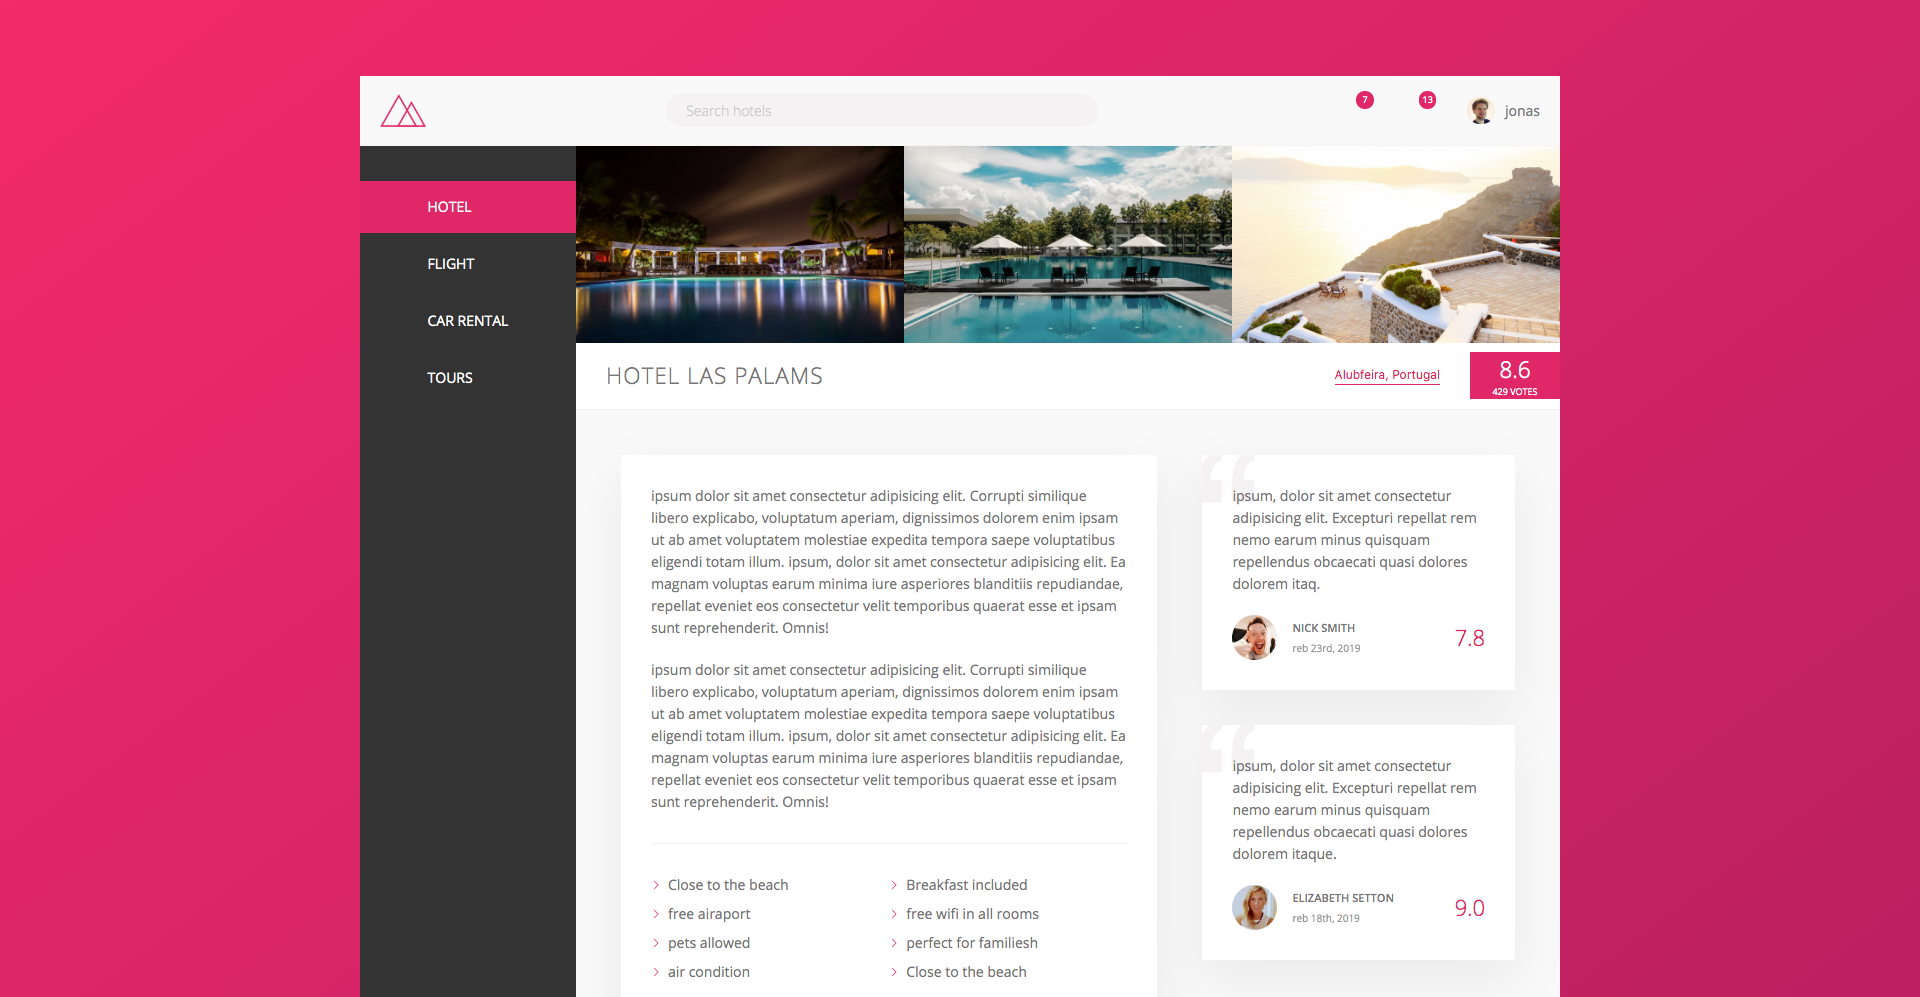 Search hotels
7
13
jonas
HOTEL
FLIGHT
CAR RENTAL
TOURS
HOTEL LAS PALAMS
Alubfeira, Portugal
8.6
429 VOTES
ipsum dolor sit amet consectetur adipisicing elit. Corrupti similique
libero explicabo, voluptatum aperiam, dignissimos dolorem enim ipsam
ut ab amet voluptatem molestiae expedita tempora saepe voluptatibus
eligendi totam illum. ipsum, dolor sit amet consectetur adipisicing elit. Ea
magnam voluptas earum minima iure asperiores blanditiis repudiandae,
repellat eveniet eos consectetur velit temporibus quaerat esse et ipsam
sunt reprehenderit. Omnis!
ipsum dolor sit amet consectetur adipisicing elit. Corrupti similique
libero explicabo, voluptatum aperiam, dignissimos dolorem enim ipsam
ut ab amet voluptatem molestiae expedita tempora saepe voluptatibus
eligendi totam illum. ipsum, dolor sit amet consectetur adipisicing elit. Ea
magnam voluptas earum minima iure asperiores blanditiis repudiandae,
repellat eveniet eos consectetur velit temporibus quaerat esse et ipsam
sunt reprehenderit. Omnis!
Close to the beach
free airaport
pets allowed
air condition
Breakfast included
free wifi in all rooms
perfect for familiesh
Close to the beach
“
ipsum, dolor sit amet consectetur
adipisicing elit. Excepturi repellat rem
nemo earum minus quisquam
repellendus obcaecati quasi dolores
dolorem itaq.
NICK SMITH
reb 23rd, 2019
7.8
“
ipsum, dolor sit amet consectetur
adipisicing elit. Excepturi repellat rem
nemo earum minus quisquam
repellendus obcaecati quasi dolores
dolorem itaque.
ELIZABETH SETTON
reb 18th, 2019
9.0